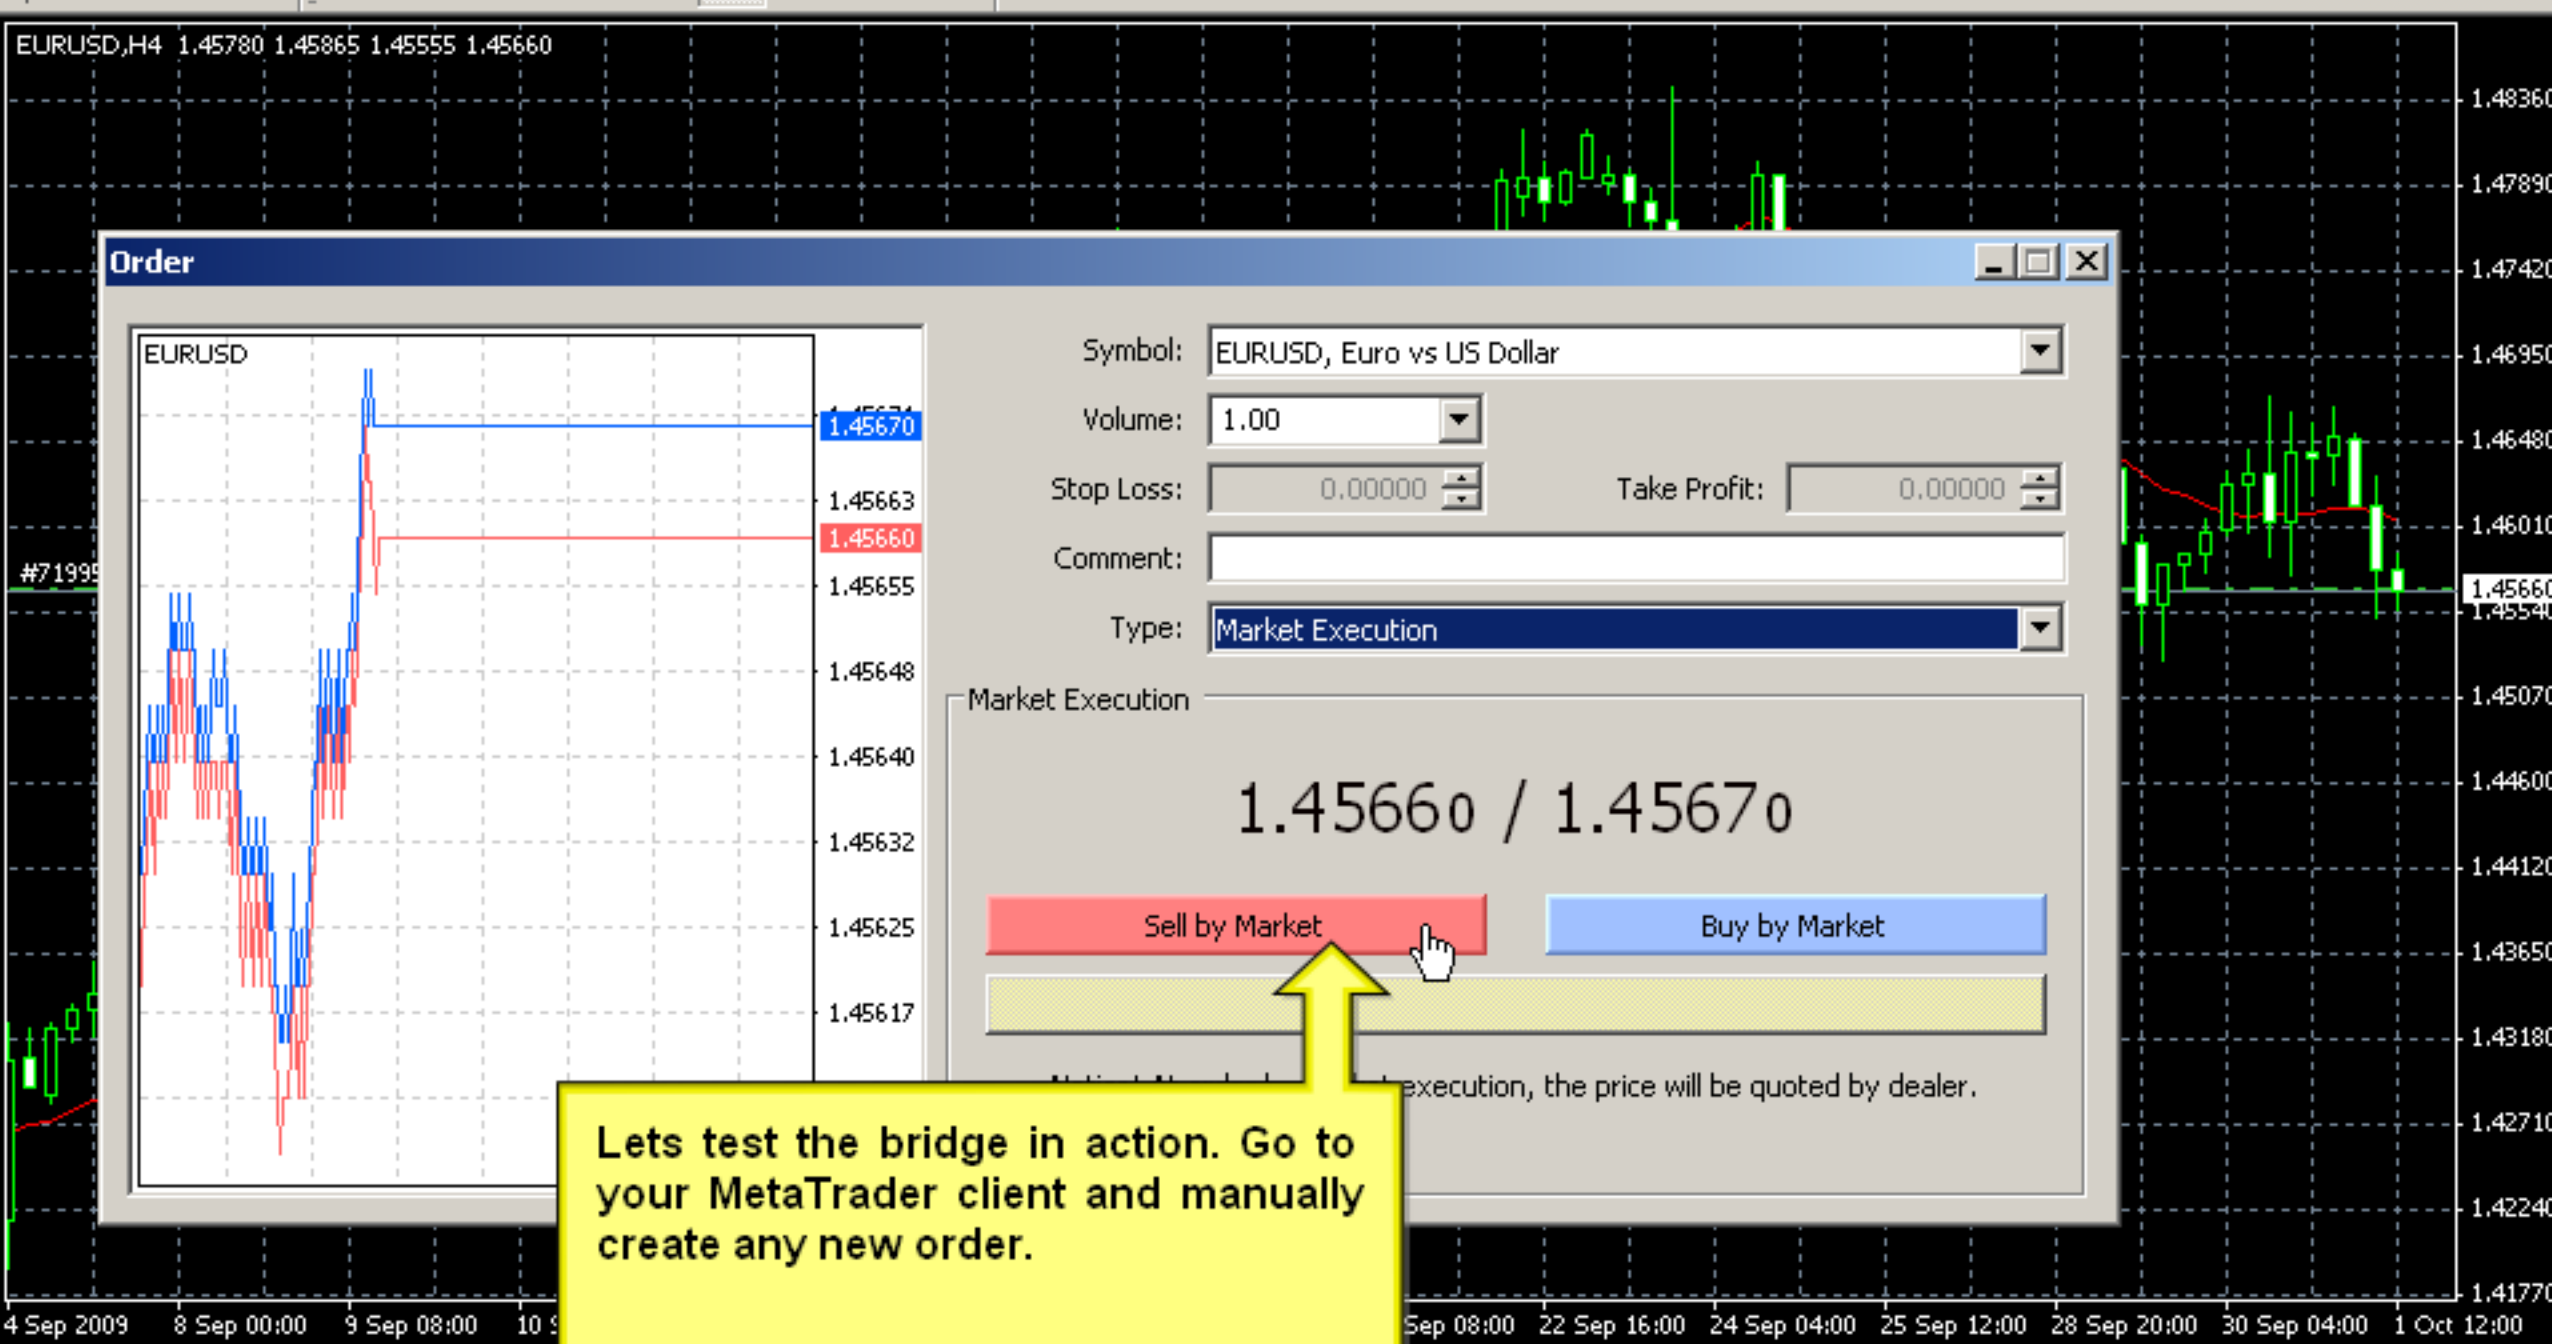 EURUSD,H4 1.45780 1.45865 1.45555 1.45660
1.48360
1.47890
1.47420
1.46950
1.46480
1.46010
1.45660
1.45540
1.45070
1.44600
1.44120
1.43650
1.43180
1.42710
1.42240
1.41770
#71995
Order
EURUSD
1.45670
1.45663
1.45660
1.45655
1.45648
1.45640
1.45632
1.45625
1.45617
Symbol: EURUSD, Euro vs US Dollar
Volume: 1.00
Stop Loss: 0.00000 Take Profit: 0.00000
Comment:
Type: Market Execution
Market Execution
1.45660 / 1.45670
Sell by Market Buy by Market
execution, the price will be quoted by dealer.
Lets test the bridge in action. Go to
your MetaTrader client and manually
create any new order.
4 Sep 2009 8 Sep 00:00 9 Sep 08:00 10 Sep 08:00 22 Sep 16:00 24 Sep 04:00 25 Sep 12:00 28 Sep 20:00 30 Sep 04:00 1 Oct 12:00